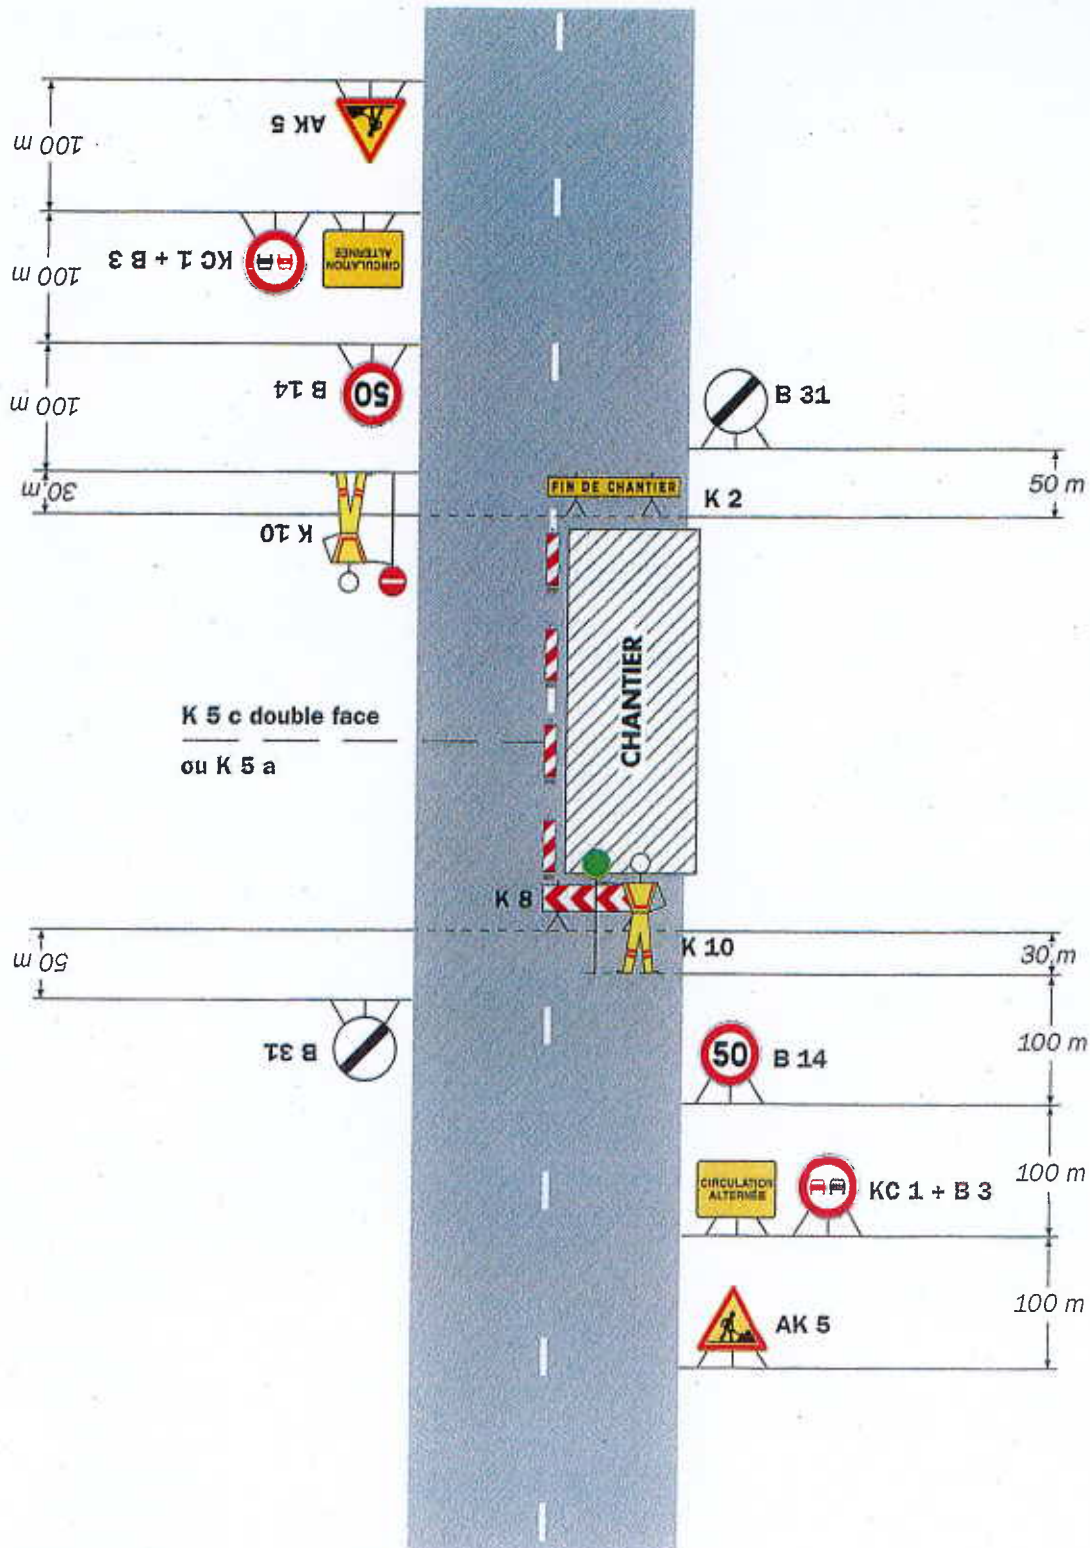 AK 5
100 m
KC 1 + B 3
CIRCULATION
ALTERNÉE
100 m
B 14
50
100 m
B 31
30 m
FIN DE CHANTIER
K 2
50 m
K 10
CHANTIER
K 5 c double face
ou K 5 a
K 8
K 10
30 m
50 m
B 31
50
B 14
100 m
CIRCULATION
ALTERNÉE
KC 1 + B 3
100 m
AK 5
100 m